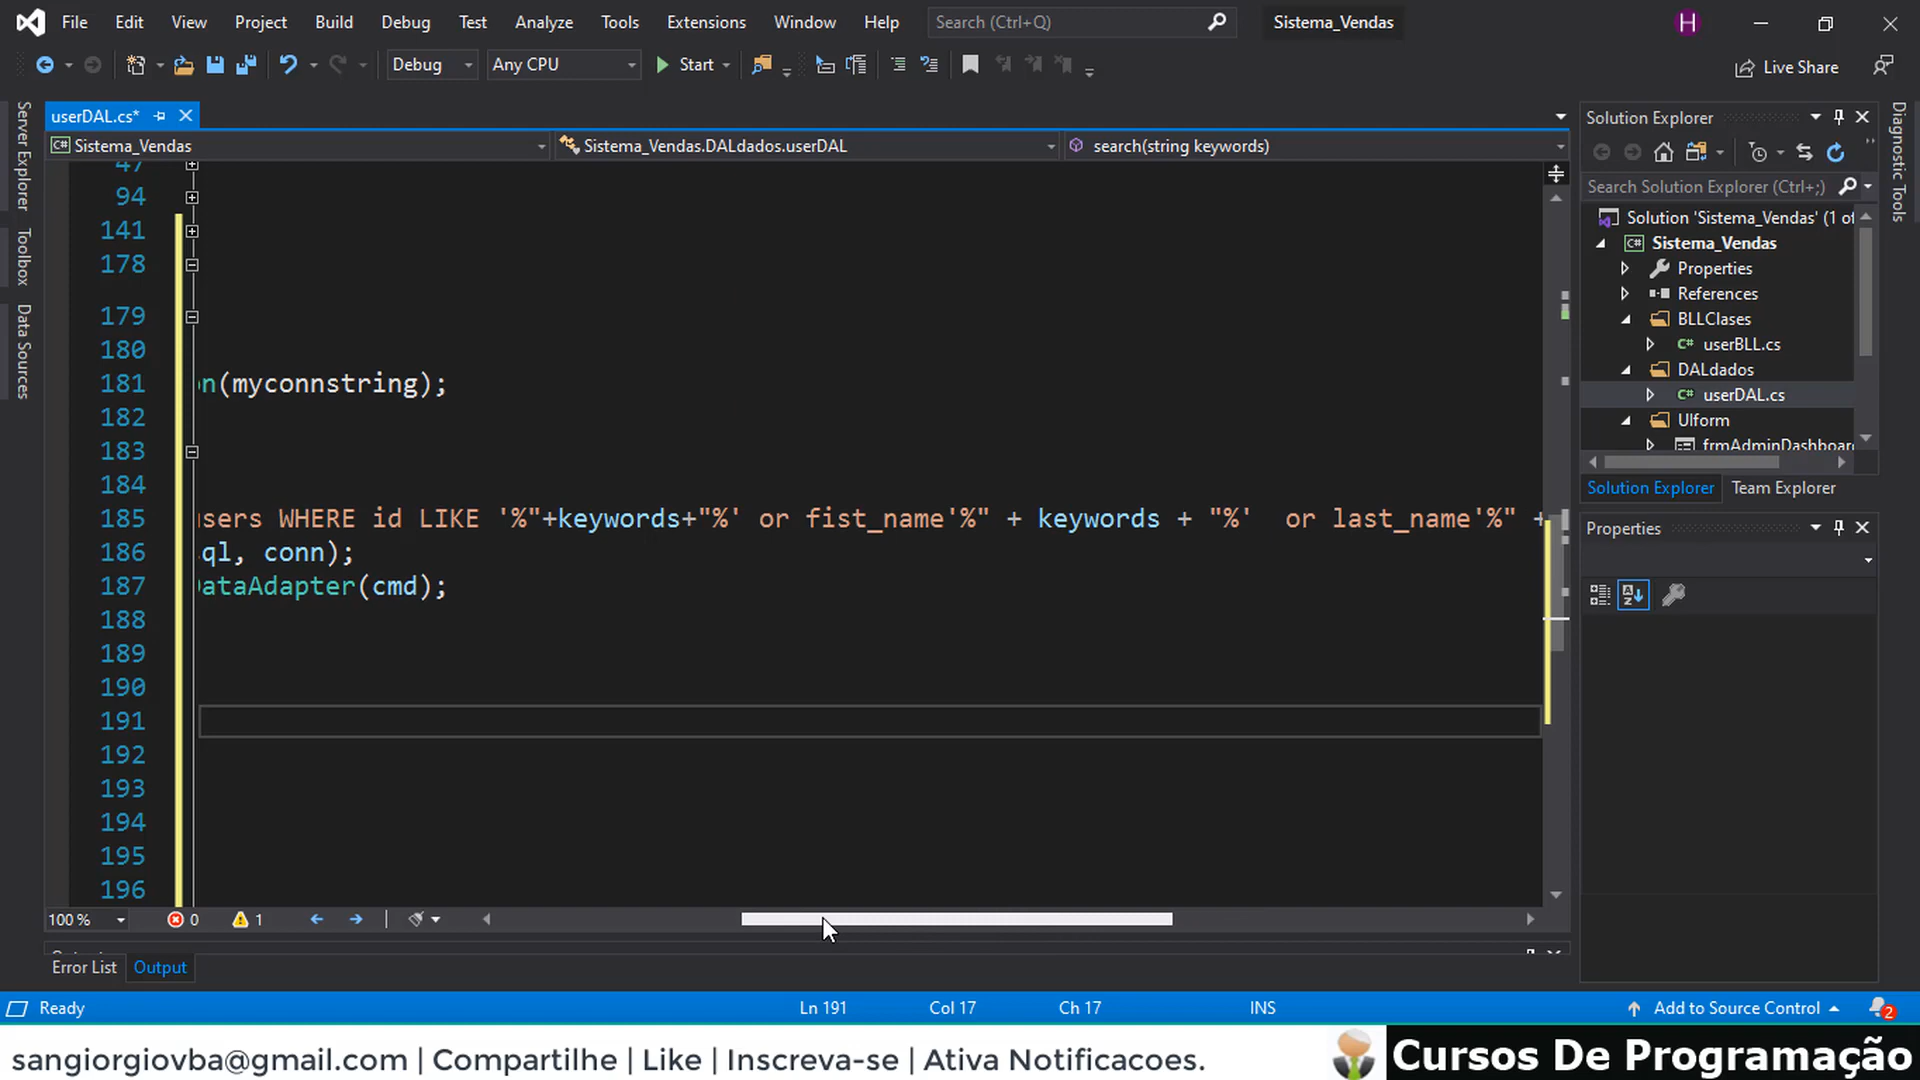 File Edit View Project Build Debug Test Analyze Tools Extensions Window Help Search (Ctrl+Q) Sistema_Vendas H
Debug Any CPU Start Live Share
userDAL.cs*
Sistema_Vendas Sistema_Vendas.DALdados.userDAL search(string keywords)
47
94
141
178
179
180
181 on(myconnstring);
182
183
184
185 users WHERE id LIKE '%"+keywords+"%' or fist_name'%" + keywords + "%'  or last_name'%" +
186 ql, conn);
187 DataAdapter(cmd);
188
189
190
191
192
193
194
195
196
100 % 0 1
Error List Output
Ready Ln 191 Col 17 Ch 17 INS Add to Source Control 2
Server Explorer
Toolbox
Data Sources
Solution Explorer
Search Solution Explorer (Ctrl+;)
Solution 'Sistema_Vendas' (1 of
Sistema_Vendas
Properties
References
BLLClases
userBLL.cs
DALdados
userDAL.cs
UIform
frmAdminDashboar
Solution Explorer Team Explorer
Properties
Diagnostic Tools
sangiorgiovba@gmail.com | Compartilhe | Like | Inscreva-se | Ativa Notificacoes.
Cursos De Programação